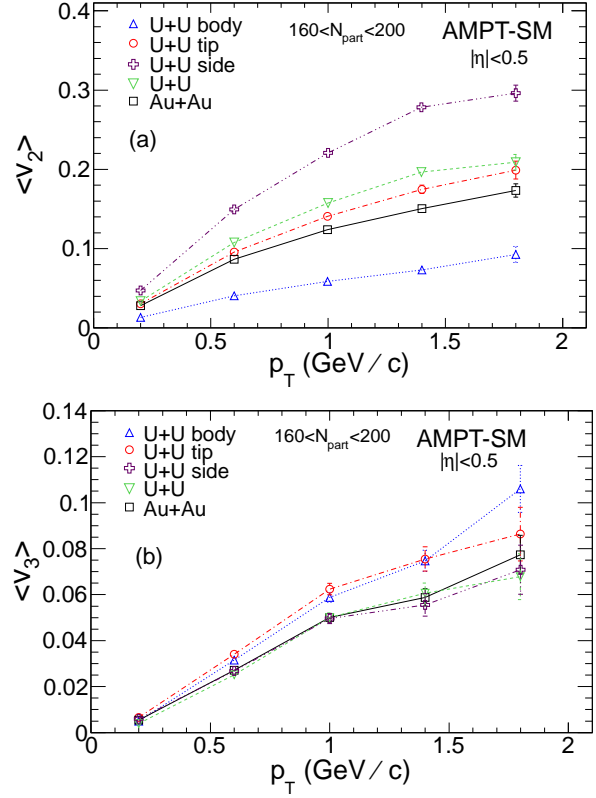 160<N_part<200 AMPT-SM
|η|<0.5
U+U body
U+U tip
U+U side
U+U
Au+Au
(a)
<v_2>
0.4
0.3
0.2
0.1
0
0 0.5 1 1.5 2
p_T (GeV/c)
160<N_part<200 AMPT-SM
|η|<0.5
U+U body
U+U tip
U+U side
U+U
Au+Au
(b)
<v_3>
0.14
0.12
0.1
0.08
0.06
0.04
0.02
0
0 0.5 1 1.5 2
p_T (GeV/c)